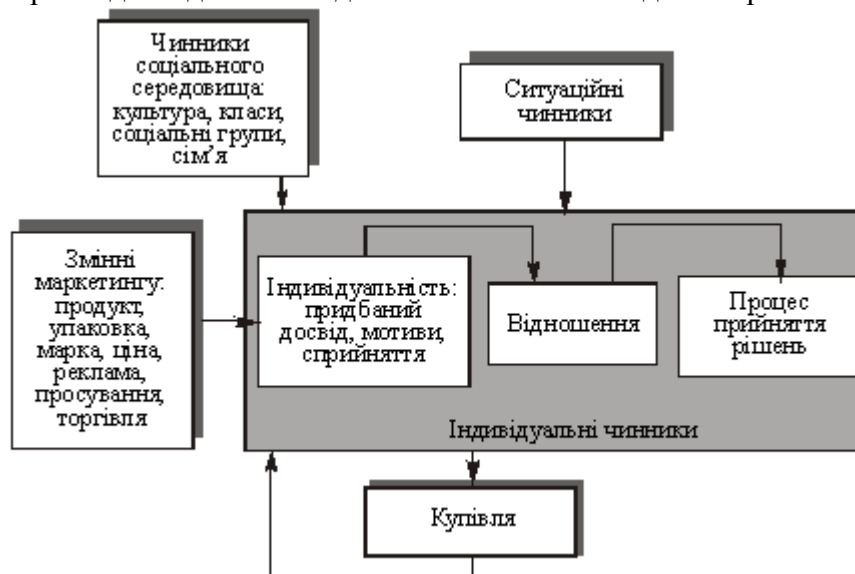 Чинники
соціального
середовища:
культура, класи,
соціальні групи,
сім’я
Ситуаційні
чинники
Змінні
маркетингу:
продукт,
упаковка,
марка, ціна,
реклама,
просування,
торгівля
Індивідуальність:
придбаний
досвід, мотиви,
сприйняття
Відношення
Процес
прийняття
рішень
Індивідуальні чинники
Купівля